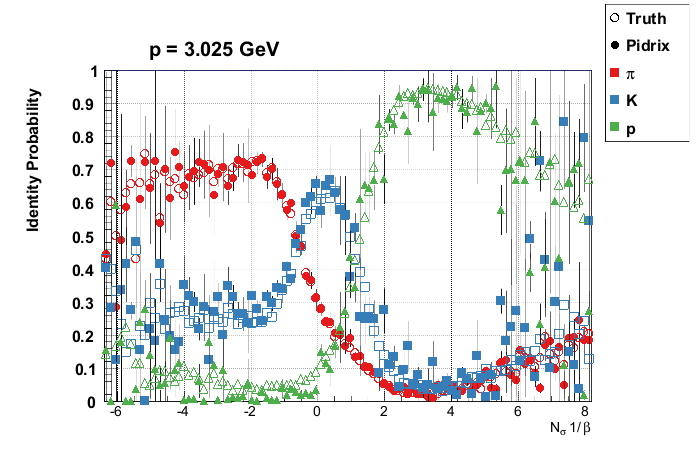 Truth
Pidrix
π
K
p
p = 3.025 GeV
Identity Probability
1
0.9
0.8
0.7
0.6
0.5
0.4
0.3
0.2
0.1
0
-6 -4 -2 0 2 4 6 8
Nσ 1/β